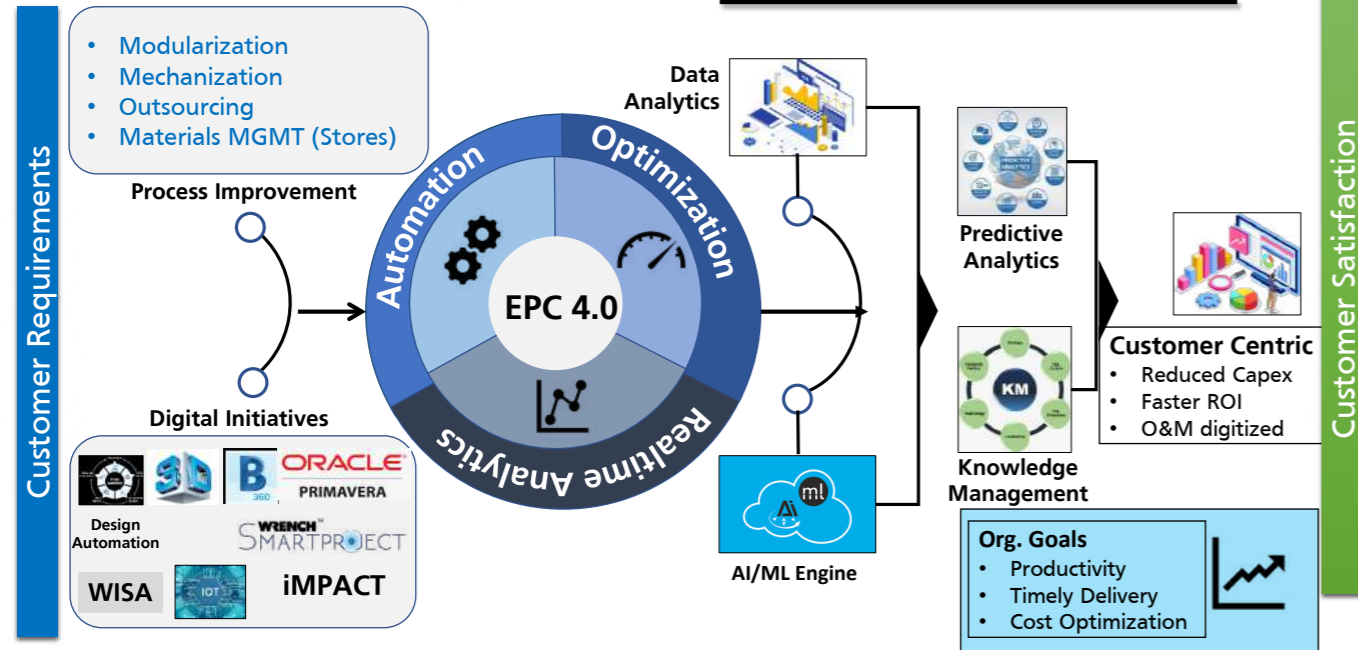 Customer Requirements
• Modularization
• Mechanization
• Outsourcing
• Materials MGMT (Stores)
Process Improvement
Digital Initiatives
3D
B
360
ORACLE
PRIMAVERA
Design
Automation
WRENCH
SMARTPROJECT
WISA
IOT
iMPACT
Automation
Optimization
Realtime Analytics
EPC 4.0
Data
Analytics
Ai
ml
AI/ML Engine
PREDICTIVE
ANALYTICS
Predictive
Analytics
KM
Knowledge
Management
Customer Centric
• Reduced Capex
• Faster ROI
• O&M digitized
Org. Goals
• Productivity
• Timely Delivery
• Cost Optimization
Customer Satisfaction